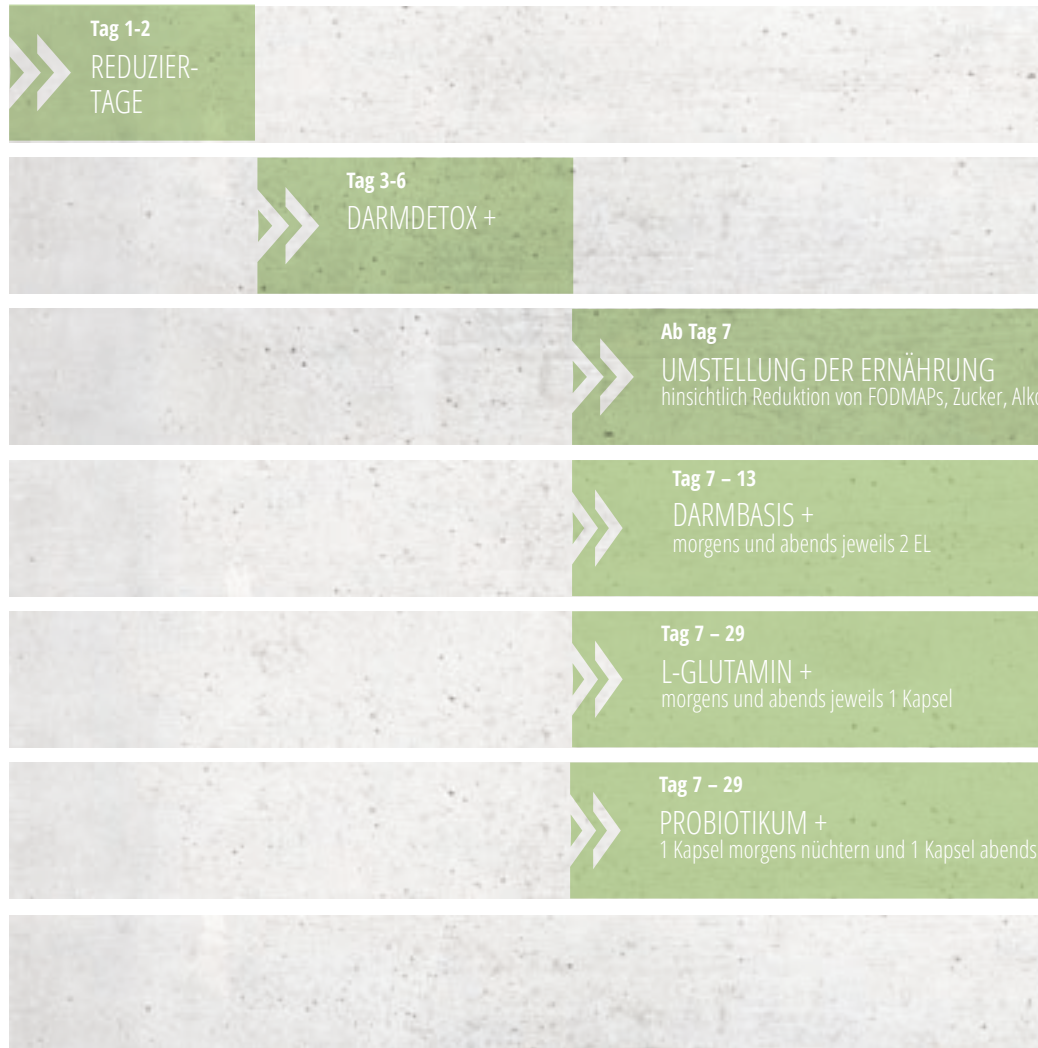 Tag 1-2
REDUZIER-
TAGE
Tag 3-6
DARMDETOX +
Ab Tag 7
UMSTELLUNG DER ERNÄHRUNG
hinsichtlich Reduktion von FODMAPs, Zucker,
Tag 7 – 13
DARMBASIS +
morgens und abends jeweils 2 EL
Tag 7 – 29
L-GLUTAMIN +
morgens und abends jeweils 1 Kapsel
Tag 7 – 29
PROBIOTIKUM +
1 Kapsel morgens nüchtern und 1 Kapsel abends